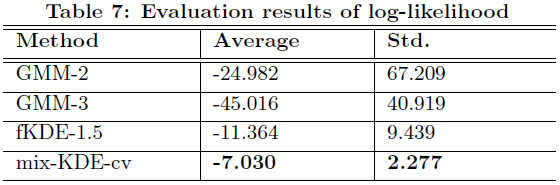 Table 7: Evaluation results of log-likelihood
Method Average Std.
GMM-2 -24.982 67.209
GMM-3 -45.016 40.919
fKDE-1.5 -11.364 9.439
mix-KDE-cv -7.030 2.277